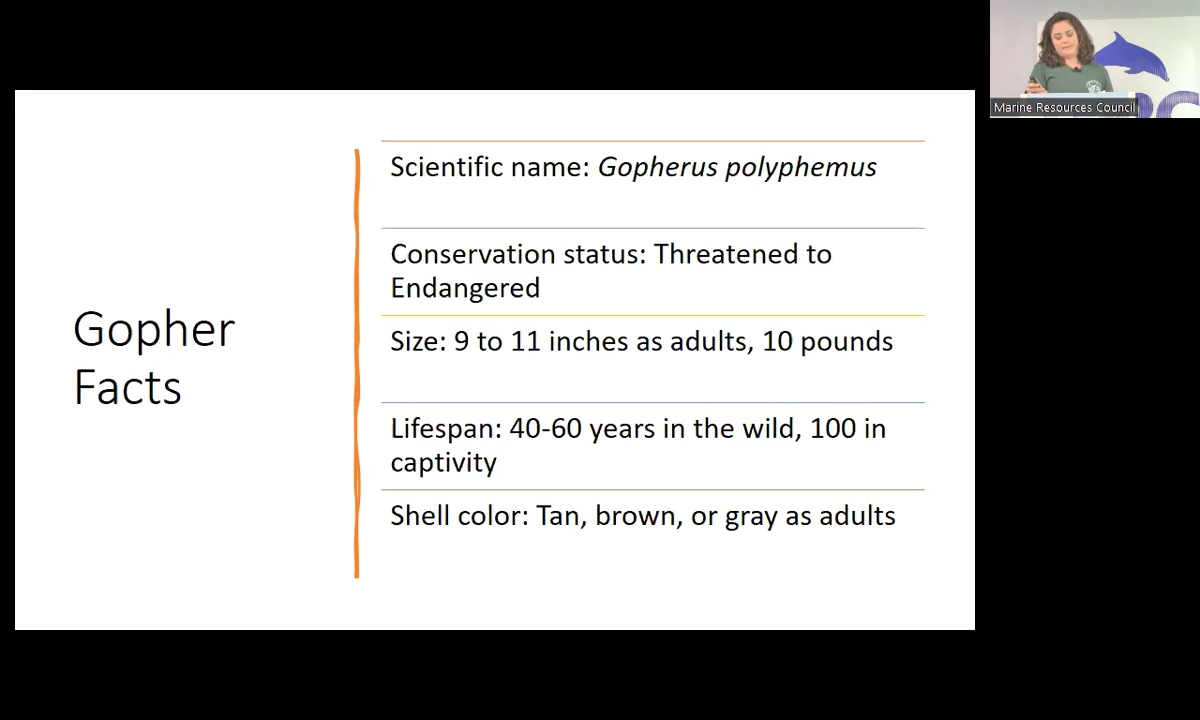 Marine Resources Council
Gopher
Facts
Scientific name: Gopherus polyphemus
Conservation status: Threatened to
Endangered
Size: 9 to 11 inches as adults, 10 pounds
Lifespan: 40-60 years in the wild, 100 in
captivity
Shell color: Tan, brown, or gray as adults